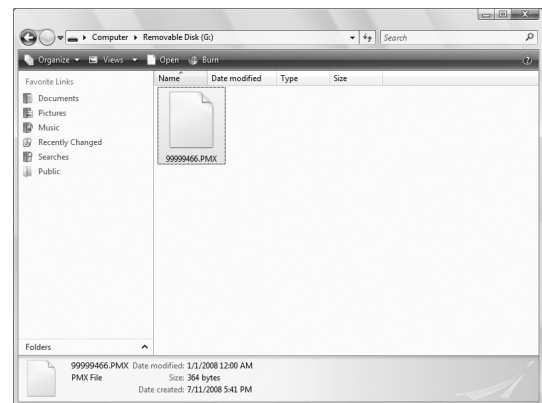 Computer ▸ Removable Disk (G:)
Search
Organize Views Open Burn
Favorite Links
Documents
Pictures
Music
Recently Changed
Searches
Public
Name Date modified Type Size
99999466.PMX
Folders
99999466.PMX Date modified: 1/1/2008 12:00 AM
PMX File Size: 364 bytes
Date created: 7/11/2008 5:41 PM